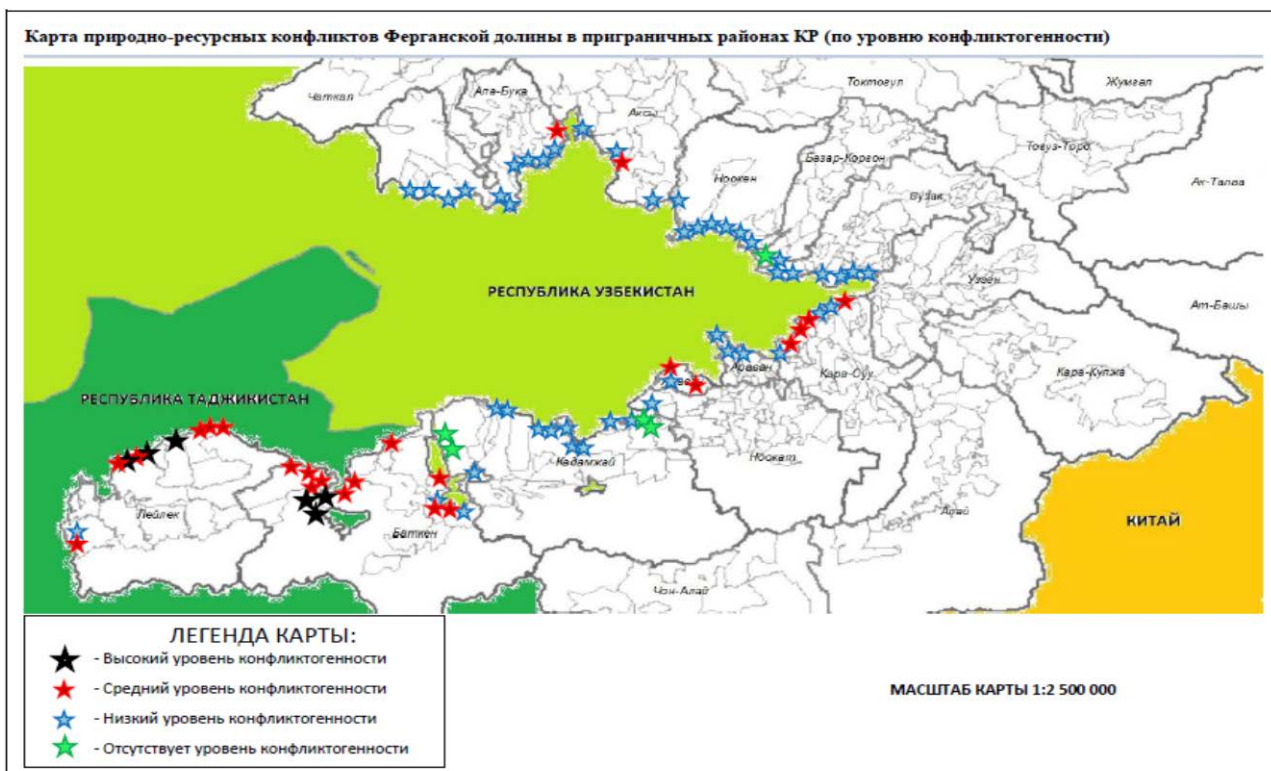 Карта природно-ресурсных конфликтов Ферганской долины в приграничных районах КР (по уровню конфликтогенности)
Чаткал
Ала-Бука
Аксы
Токтогул
Жумгал
Ноокен
Базар-Коргон
Тогуз-Торо
Ак-Талаа
Сузак
РЕСПУБЛИКА УЗБЕКИСТАН
Узген
Ат-Башы
Араван
Кара-Суу
Кара-Кулжа
РЕСПУБЛИКА ТАДЖИКИСТАН
Кадамжай
Ноокат
Лейлек
Баткен
Алай
КИТАЙ
Чон-Алай
ЛЕГЕНДА КАРТЫ:
- Высокий уровень конфликтогенности
- Средний уровень конфликтогенности
- Низкий уровень конфликтогенности
- Отсутствует уровень конфликтогенности
МАСШТАБ КАРТЫ 1:2 500 000